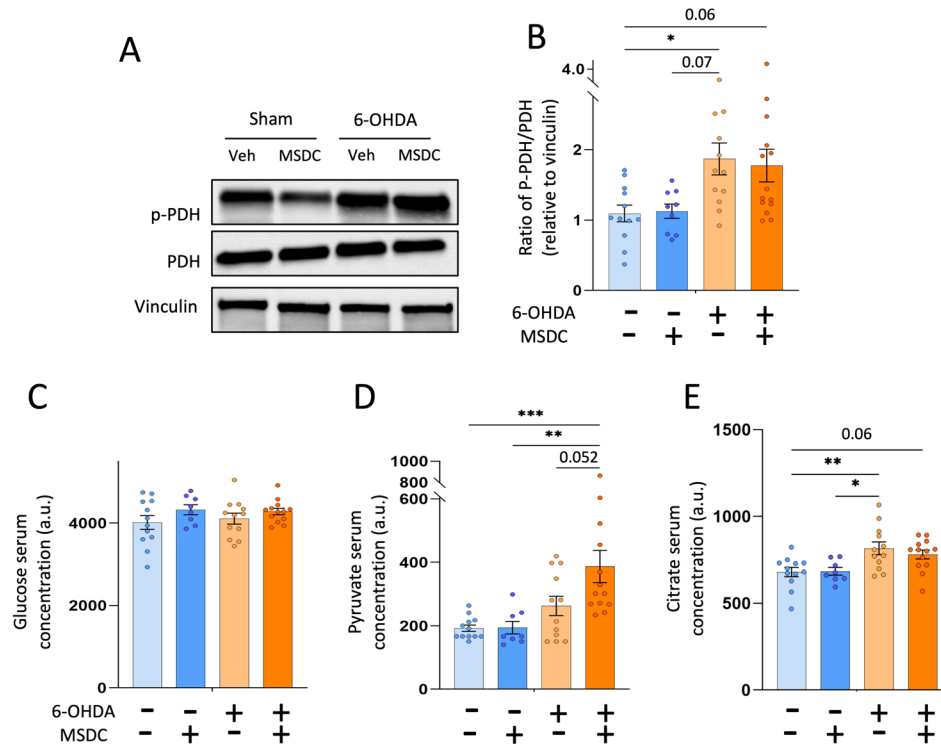 A
Sham 6-OHDA
Veh MSDC Veh MSDC
p-PDH
PDH
Vinculin
B
0.06
*
0.07
Ratio of P-PDH/PDH
(relative to vinculin)
4.0
2
1
0
6-OHDA - - + +
MSDC - + - +
C
Glucose serum
concentration (a.u.)
4000
2000
0
6-OHDA - - + +
MSDC - + - +
D
***
**
0.052
Pyruvate serum
concentration (a.u.)
1000
800
600
400
200
0
6-OHDA - - + +
MSDC - + - +
E
0.06
**
*
Citrate serum
concentration (a.u.)
1500
1000
500
0
- - + +
- + - +